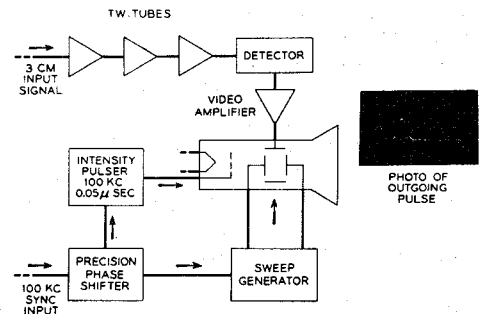 TW. TUBES
3 CM
INPUT
SIGNAL
DETECTOR
VIDEO
AMPLIFIER
INTENSITY
PULSER
100 KC
0.05μ SEC
PHOTO OF
OUTGOING
PULSE
PRECISION
PHASE
SHIFTER
SWEEP
GENERATOR
100 KC
SYNC
INPUT